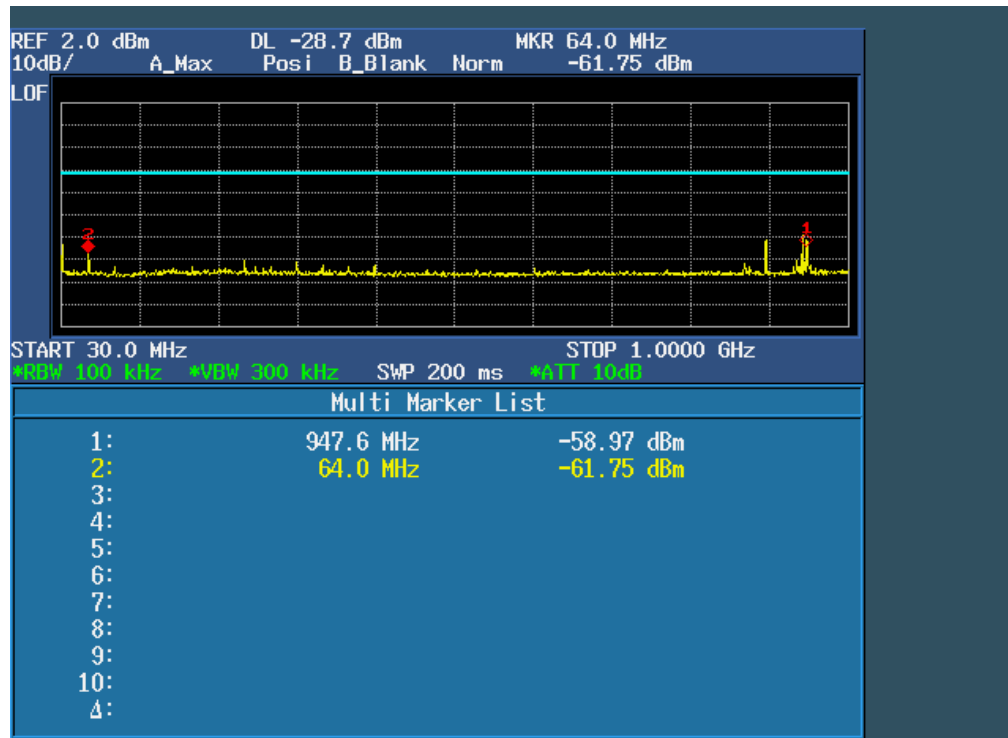 REF 2.0 dBm DL -28.7 dBm MKR 64.0 MHz
10dB/ A_Max Posi B_Blank Norm -61.75 dBm
LOF
2
1
START 30.0 MHz STOP 1.0000 GHz
*RBW 100 kHz *VBW 300 kHz SWP 200 ms *ATT 10dB
Multi Marker List
1: 947.6 MHz -58.97 dBm
2: 64.0 MHz -61.75 dBm
3:
4:
5:
6:
7:
8:
9:
10:
Δ: